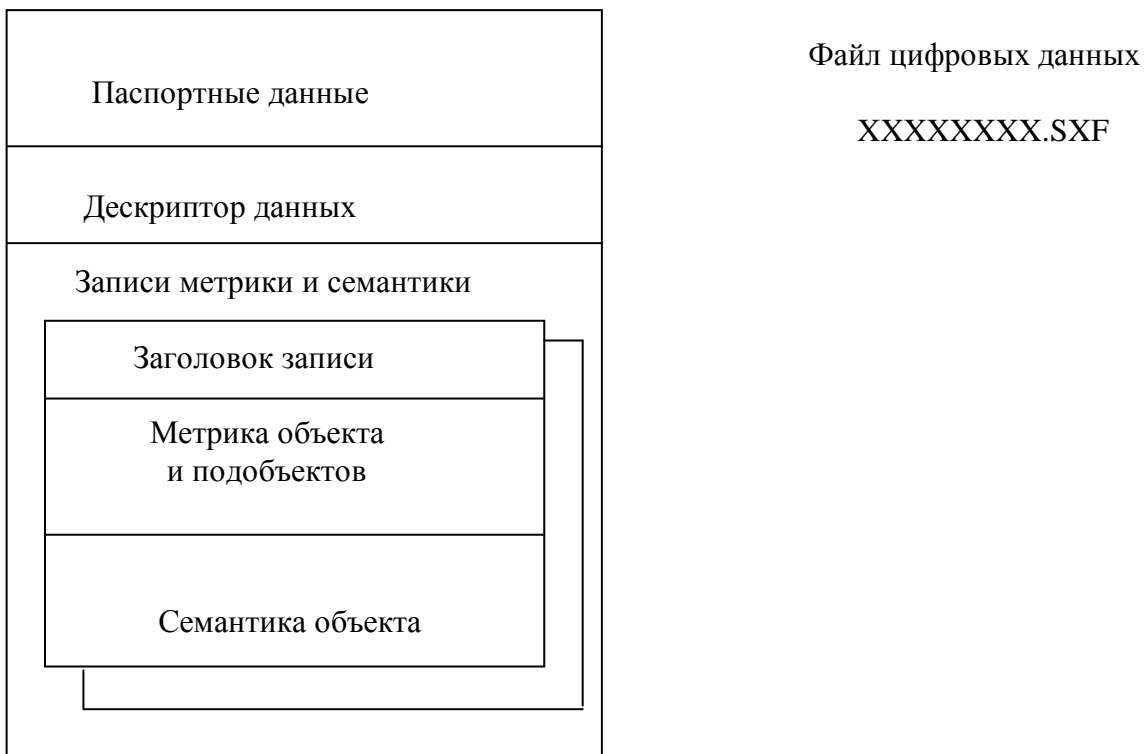 Паспортные данные
Дескриптор данных
Записи метрики и семантики
Заголовок записи
Метрика объекта
и подобъектов
Семантика объекта
Файл цифровых данных
XXXXXXXX.SXF